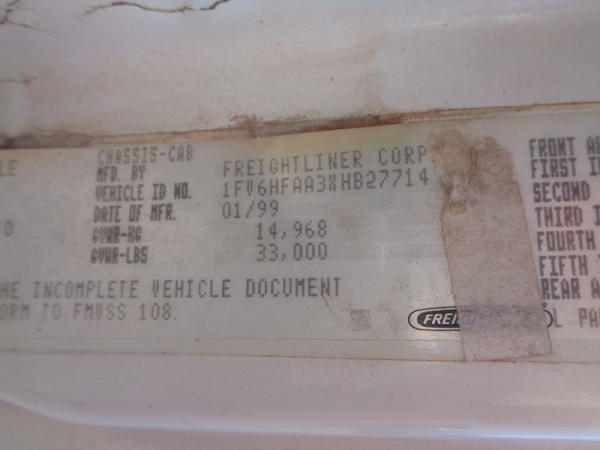 CHASSIS-CAB
MFD. BY FREIGHTLINER CORP
VEHICLE ID NO. 1FV6HFAA3XHB27714
DATE OF MFR. 01/99
GVWR-KG 14,968
GVWR-LBS 33,000
HE INCOMPLETE VEHICLE DOCUMENT
ORM TO FMVSS 108.
FRONT A
FIRST I
SECOND
THIRD I
FOURTH
FIFTH
REAR A
L PA